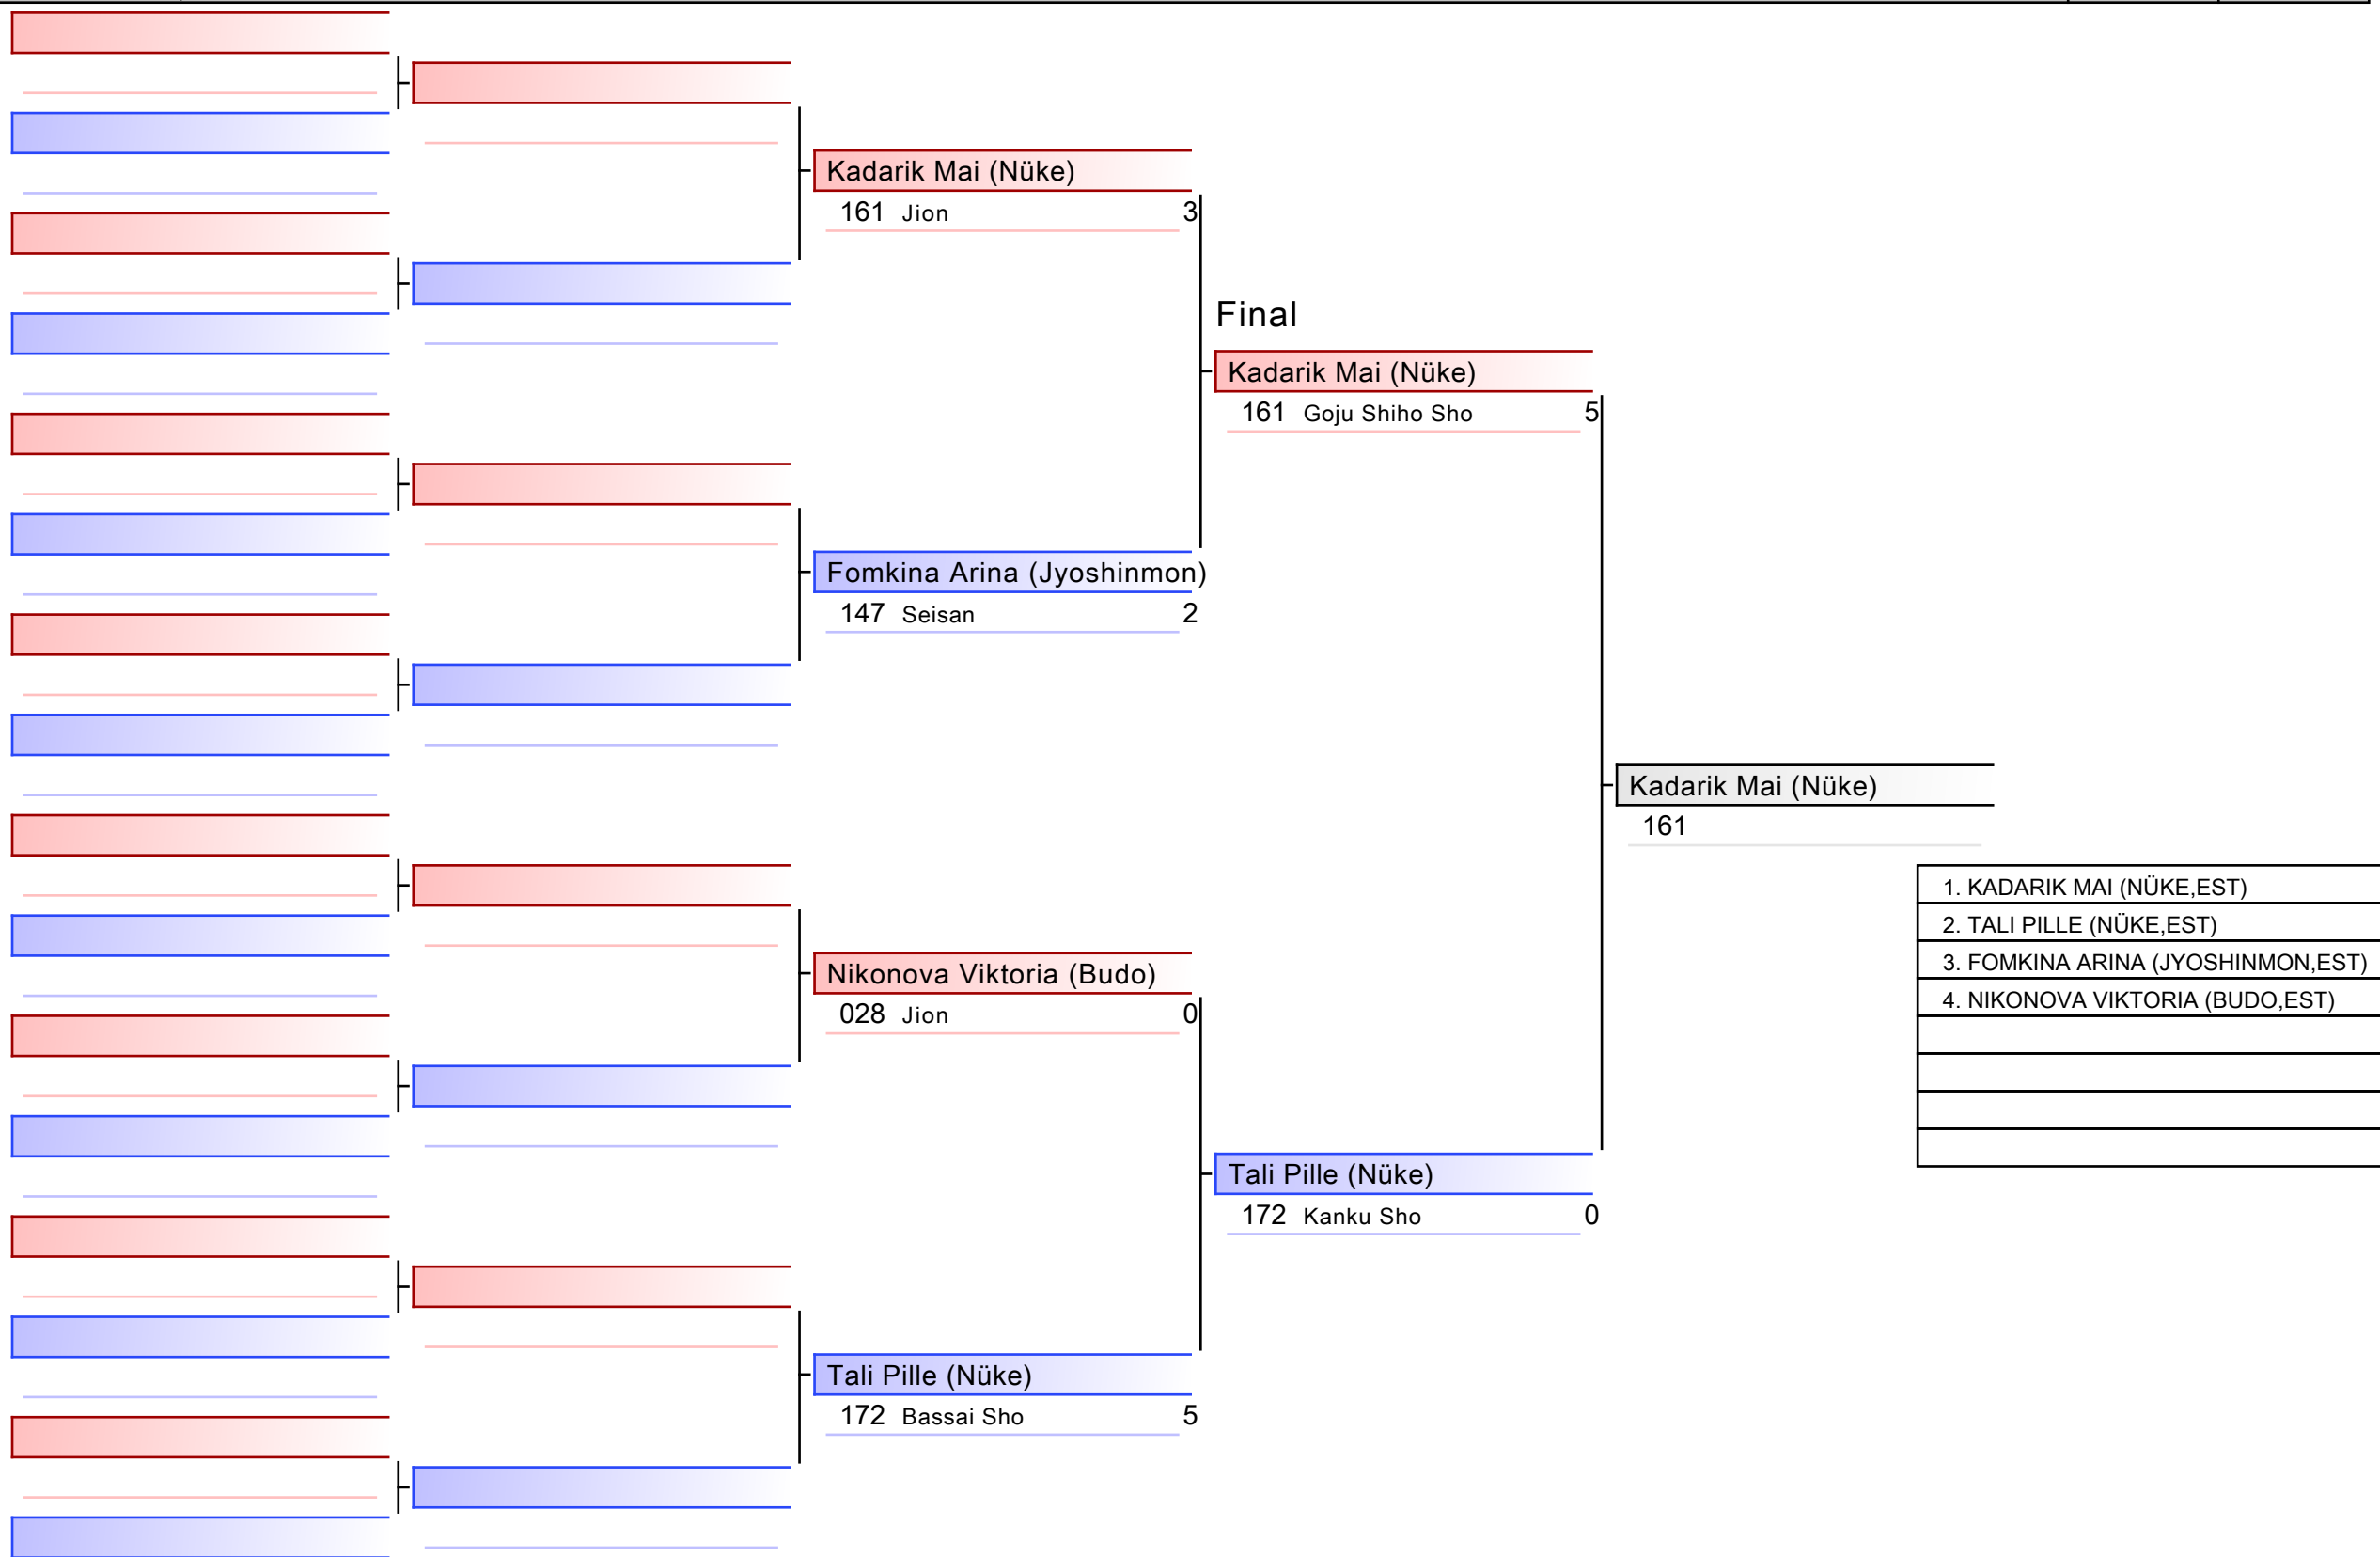 Kadarik Mai (Nüke)
161 Jion 3
Final
Kadarik Mai (Nüke)
161 Goju Shiho Sho 5
Fomkina Arina (Jyoshinmon)
147 Seisan 2
Kadarik Mai (Nüke)
161
1. KADARIK MAI (NÜKE,EST)
2. TALI PILLE (NÜKE,EST)
3. FOMKINA ARINA (JYOSHINMON,EST)
4. NIKONOVA VIKTORIA (BUDO,EST)
Nikonova Viktoria (Budo)
028 Jion 0
Tali Pille (Nüke)
172 Kanku Sho 0
Tali Pille (Nüke)
172 Bassai Sho 5